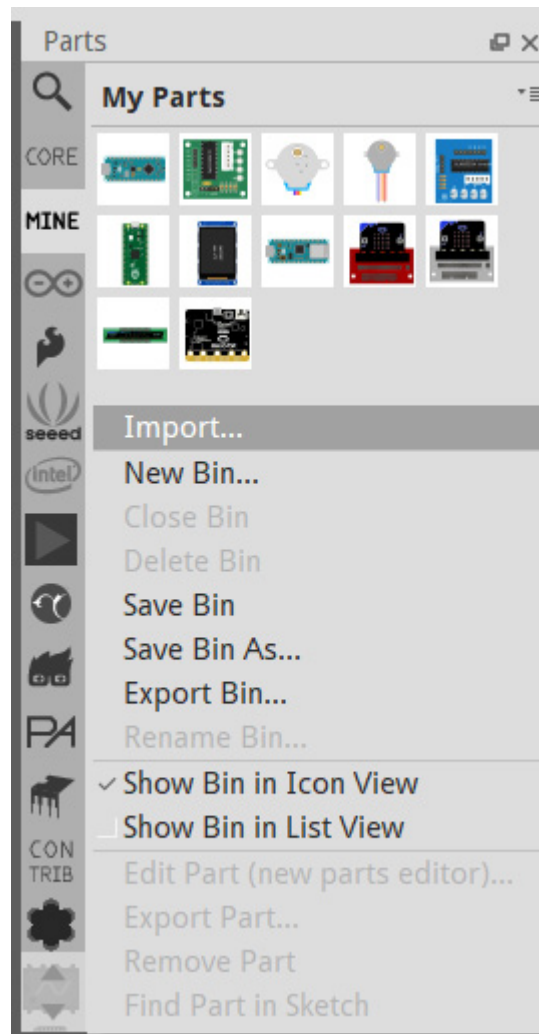 Parts
My Parts
CORE
MINE
seeed
intel
PA
CON
TRIB
Import...
New Bin...
Close Bin
Delete Bin
Save Bin
Save Bin As...
Export Bin...
Rename Bin...
Show Bin in Icon View
Show Bin in List View
Edit Part (new parts editor)...
Export Part...
Remove Part
Find Part in Sketch